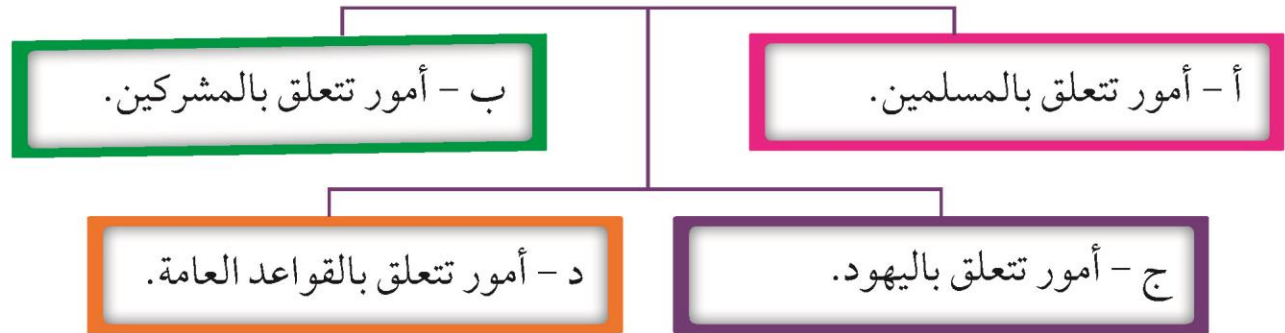 أ – أمور تتعلق بالمسلمين.
ب – أمور تتعلق بالمشركين.
ج – أمور تتعلق باليهود.
د – أمور تتعلق بالقواعد العامة.